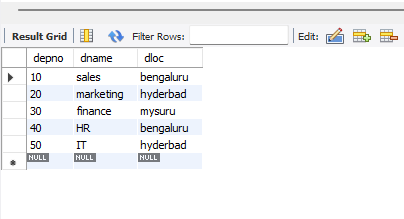 Result Grid Filter Rows: Edit:
depno dname dloc
10 sales bengaluru
20 marketing hyderbad
30 finance mysuru
40 HR bengaluru
50 IT hyderbad
NULL NULL NULL